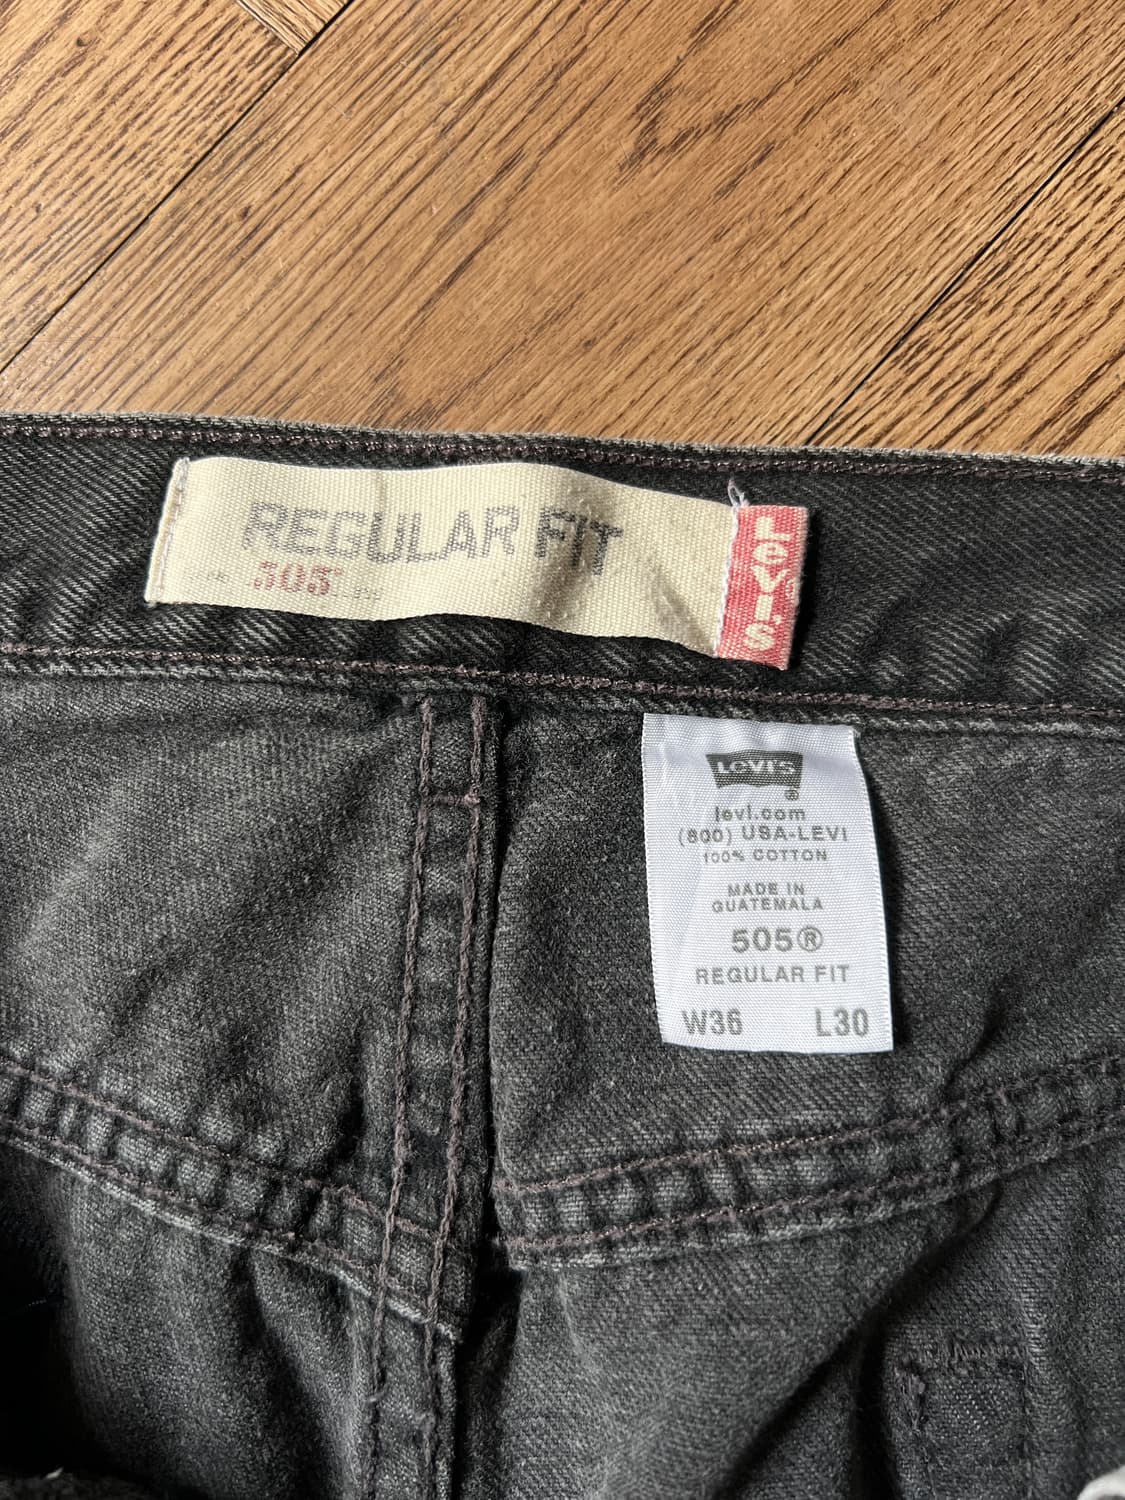 REGULAR FIT
505
Levi's
LEVI'S
®
levi.com
(800) USA-LEVI
100% COTTON
MADE IN
GUATEMALA
505®
REGULAR FIT
W36 L30